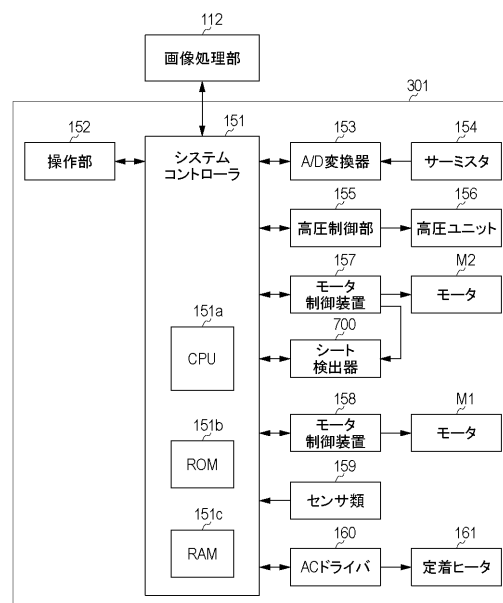 112
画像処理部
301
152
操作部
151
システム
コントローラ
153
A/D変換器
154
サーミスタ
155
高圧制御部
156
高圧ユニット
157
モータ
制御装置
M2
モータ
151a
CPU
700
シート
検出器
158
モータ
制御装置
M1
モータ
151b
ROM
159
センサ類
151c
RAM
160
ACドライバ
161
定着ヒータ